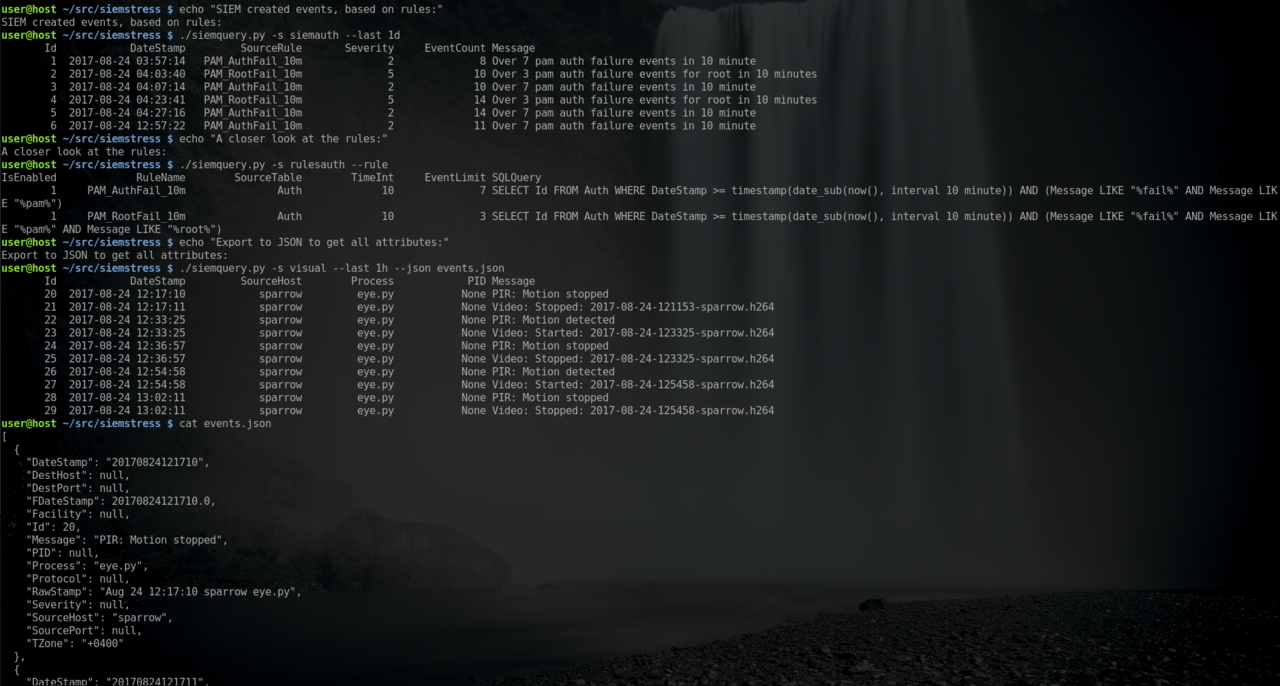 user@host ~/src/siemstress $ echo "SIEM created events, based on rules:"
SIEM created events, based on rules:
user@host ~/src/siemstress $ ./siemquery.py -s siemauth --last 1d
Id DateStamp SourceRule Severity EventCount Message
1 2017-08-24 03:57:14 PAM_AuthFail_10m 2 8 Over 7 pam auth failure events in 10 minute
2 2017-08-24 04:03:40 PAM_RootFail_10m 5 10 Over 3 pam auth failure events for root in 10 minutes
3 2017-08-24 04:07:14 PAM_AuthFail_10m 2 10 Over 7 pam auth failure events in 10 minute
4 2017-08-24 04:23:41 PAM_RootFail_10m 5 14 Over 3 pam auth failure events for root in 10 minutes
5 2017-08-24 04:27:16 PAM_AuthFail_10m 2 14 Over 7 pam auth failure events in 10 minute
6 2017-08-24 12:57:22 PAM_AuthFail_10m 2 11 Over 7 pam auth failure events in 10 minute
user@host ~/src/siemstress $ echo "A closer look at the rules:"
A closer look at the rules:
user@host ~/src/siemstress $ ./siemquery.py -s rulesauth --rule
IsEnabled RuleName SourceTable TimeInt EventLimit SQLQuery
1 PAM_AuthFail_10m Auth 10 7 SELECT Id FROM Auth WHERE DateStamp >= timestamp(date_sub(now(), interval 10 minute)) AND (Message LIKE "%fail%" AND Message LIK
E "%pam%")
1 PAM_RootFail_10m Auth 10 3 SELECT Id FROM Auth WHERE DateStamp >= timestamp(date_sub(now(), interval 10 minute)) AND (Message LIKE "%fail%" AND Message LIK
E "%pam%" AND Message LIKE "%root%")
user@host ~/src/siemstress $ echo "Export to JSON to get all attributes:"
Export to JSON to get all attributes:
user@host ~/src/siemstress $ ./siemquery.py -s visual --last 1h --json events.json
Id DateStamp SourceHost Process PID Message
20 2017-08-24 12:17:10 sparrow eye.py None PIR: Motion stopped
21 2017-08-24 12:17:11 sparrow eye.py None Video: Stopped: 2017-08-24-121153-sparrow.h264
22 2017-08-24 12:33:25 sparrow eye.py None PIR: Motion detected
23 2017-08-24 12:33:25 sparrow eye.py None Video: Started: 2017-08-24-123325-sparrow.h264
24 2017-08-24 12:36:57 sparrow eye.py None PIR: Motion stopped
25 2017-08-24 12:36:57 sparrow eye.py None Video: Stopped: 2017-08-24-123325-sparrow.h264
26 2017-08-24 12:54:58 sparrow eye.py None PIR: Motion detected
27 2017-08-24 12:54:58 sparrow eye.py None Video: Started: 2017-08-24-125458-sparrow.h264
28 2017-08-24 13:02:11 sparrow eye.py None PIR: Motion stopped
29 2017-08-24 13:02:11 sparrow eye.py None Video: Stopped: 2017-08-24-125458-sparrow.h264
user@host ~/src/siemstress $ cat events.json
[
{
"DateStamp": "20170824121710",
"DestHost": null,
"DestPort": null,
"FDateStamp": 20170824121710.0,
"Facility": null,
"Id": 20,
"Message": "PIR: Motion stopped",
"PID": null,
"Process": "eye.py",
"Protocol": null,
"RawStamp": "Aug 24 12:17:10 sparrow eye.py",
"Severity": null,
"SourceHost": "sparrow",
"SourcePort": null,
"TZone": "+0400"
},
{
"DateStamp": "20170824121711",